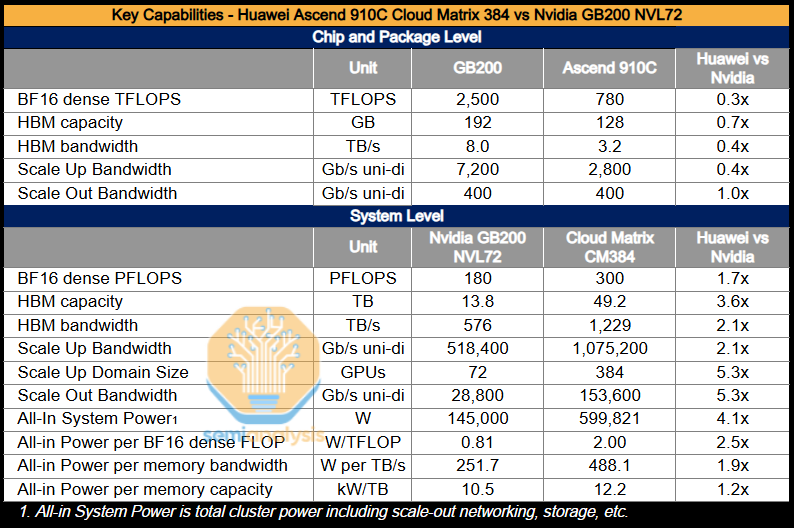 Key Capabilities - Huawei Ascend 910C Cloud Matrix 384 vs Nvidia GB200 NVL72
Chip and Package Level
Unit GB200 Ascend 910C Huawei vs Nvidia
BF16 dense TFLOPS TFLOPS 2,500 780 0.3x
HBM capacity GB 192 128 0.7x
HBM bandwidth TB/s 8.0 3.2 0.4x
Scale Up Bandwidth Gb/s uni-di 7,200 2,800 0.4x
Scale Out Bandwidth Gb/s uni-di 400 400 1.0x
System Level
Unit Nvidia GB200 NVL72 Cloud Matrix CM384 Huawei vs Nvidia
BF16 dense PFLOPS PFLOPS 180 300 1.7x
HBM capacity TB 13.8 49.2 3.6x
HBM bandwidth TB/s 576 1,229 2.1x
Scale Up Bandwidth Gb/s uni-di 518,400 1,075,200 2.1x
Scale Up Domain Size GPUs 72 384 5.3x
Scale Out Bandwidth Gb/s uni-di 28,800 153,600 5.3x
All-In System Power1 W 145,000 599,821 4.1x
All-in Power per BF16 dense FLOP W/TFLOP 0.81 2.00 2.5x
All-in Power per memory bandwidth W per TB/s 251.7 488.1 1.9x
All-in Power per memory capacity kW/TB 10.5 12.2 1.2x
1. All-in System Power is total cluster power including scale-out networking, storage, etc.
semianalysis